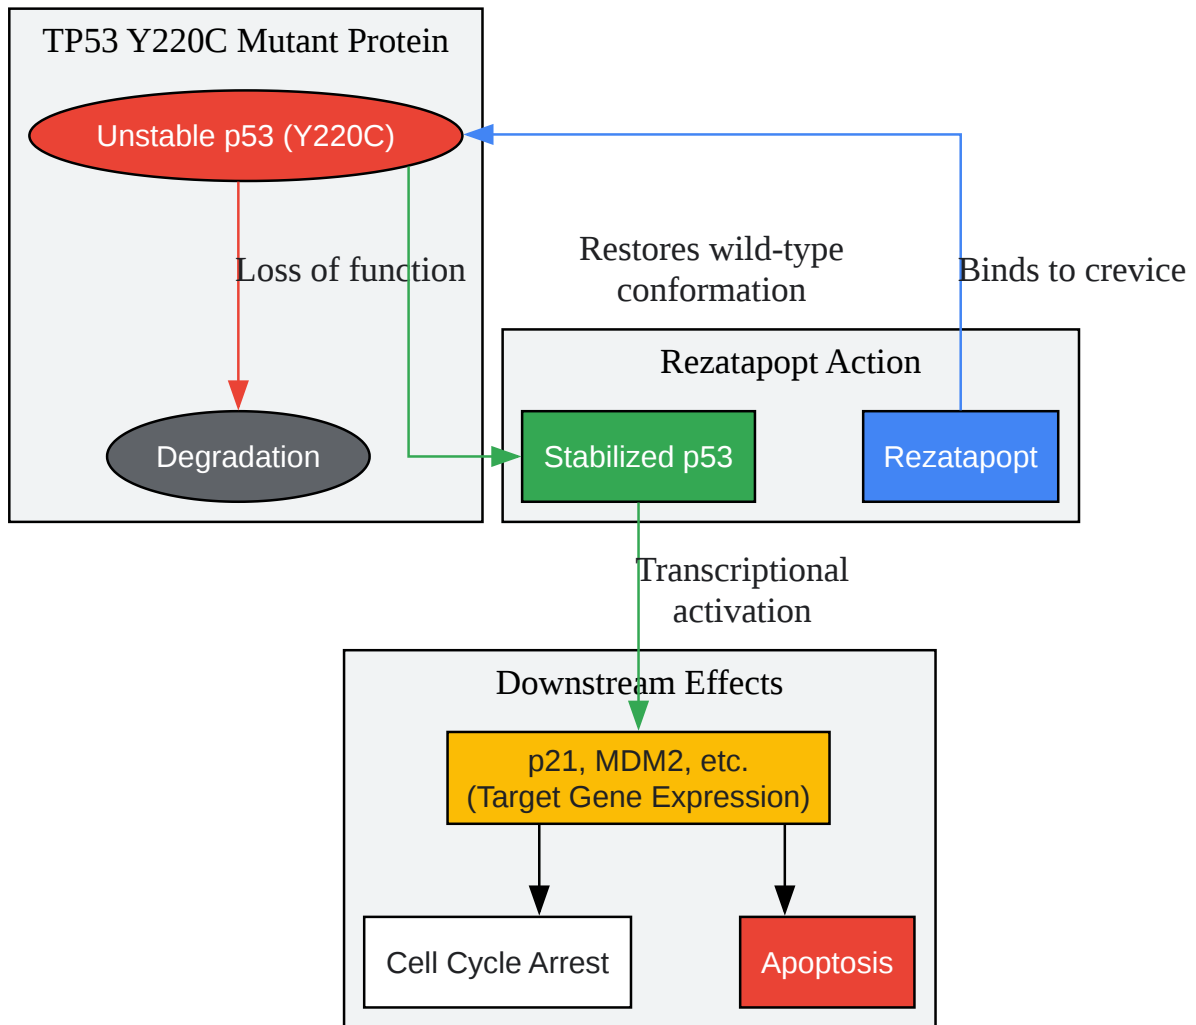 TP53 Y220C Mutant Protein
Unstable p53 (Y220C)
Loss of function
Restores wild-type
conformation
Binds to crevice
Degradation
Rezatapopt Action
Stabilized p53
Rezatapopt
Transcriptional
activation
Downstream Effects
p21, MDM2, etc.
(Target Gene Expression)
Cell Cycle Arrest
Apoptosis